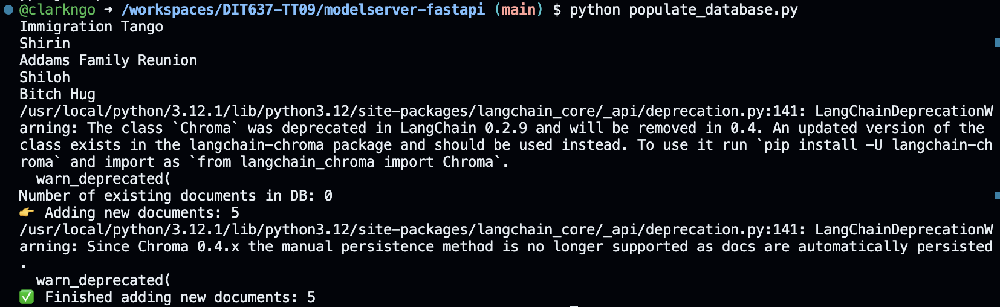 @clarkngo ➜ /workspaces/DIT637-TT09/modelserver-fastapi (main) $ python populate_database.py
Immigration Tango
Shirin
Addams Family Reunion
Shiloh
Bitch Hug
/usr/local/python/3.12.1/lib/python3.12/site-packages/langchain_core/_api/deprecation.py:141: LangChainDeprecationW
arning: The class `Chroma` was deprecated in LangChain 0.2.9 and will be removed in 0.4. An updated version of the
class exists in the langchain-chroma package and should be used instead. To use it run `pip install -U langchain-ch
roma` and import as `from langchain_chroma import Chroma`.
  warn_deprecated(
Number of existing documents in DB: 0
👉 Adding new documents: 5
/usr/local/python/3.12.1/lib/python3.12/site-packages/langchain_core/_api/deprecation.py:141: LangChainDeprecationW
arning: Since Chroma 0.4.x the manual persistence method is no longer supported as docs are automatically persisted
.
  warn_deprecated(
✅ Finished adding new documents: 5